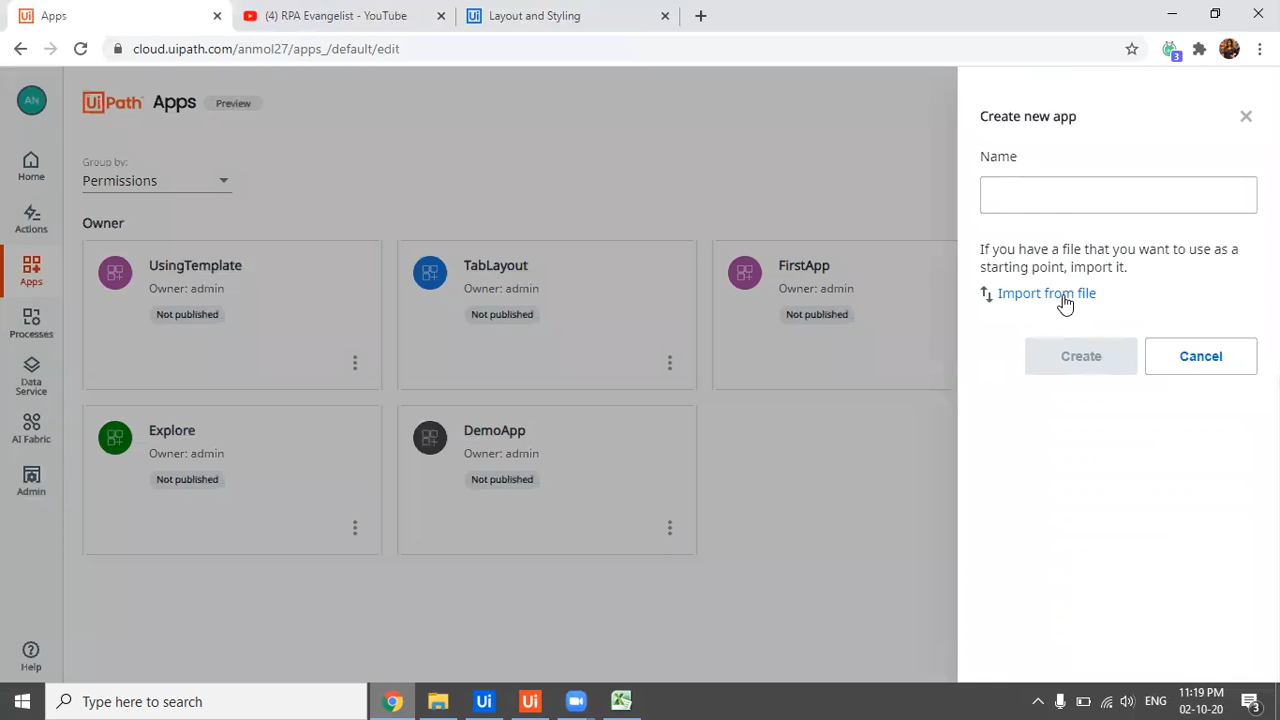 Apps
(4) RPA Evangelist - YouTube
Layout and Styling
cloud.uipath.com/anmol27/apps_/default/edit
3
AN
Home
Actions
Apps
Processes
Data
Service
AI Fabric
Admin
Help
UiPath Apps
Preview
Group by:
Permissions
Owner
UsingTemplate
Owner: admin
Not published
TabLayout
Owner: admin
Not published
FirstApp
Owner: admin
Not published
Explore
Owner: admin
Not published
DemoApp
Owner: admin
Not published
Create new app
Name
If you have a file that you want to use as a
starting point, import it.
Import from file
Create
Cancel
Type here to search
Ui
Ui
ENG
11:19 PM
02-10-20
3